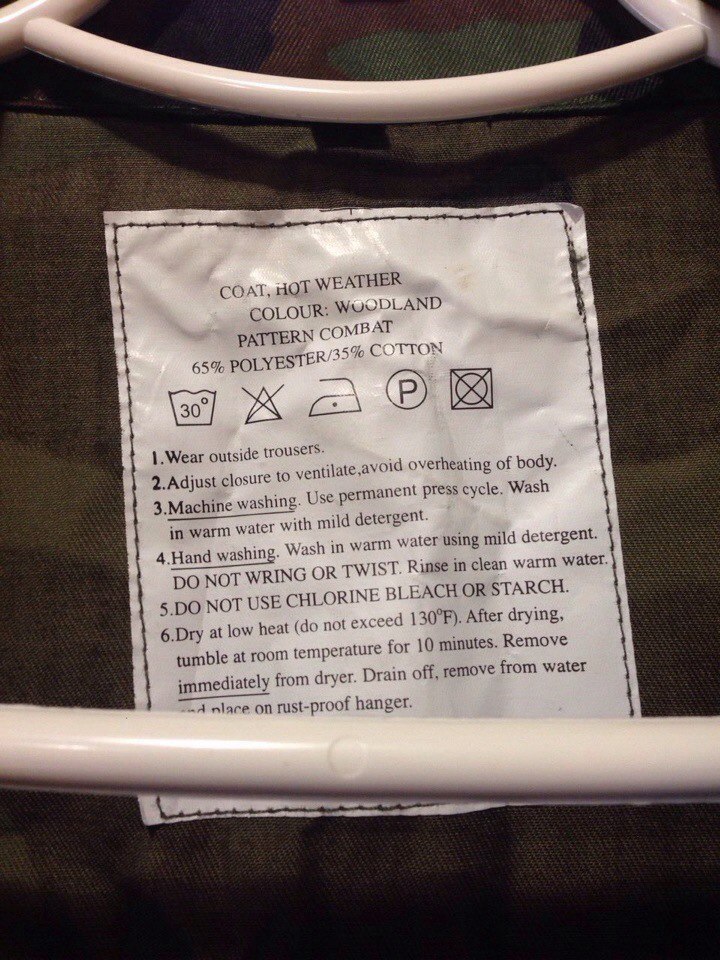 COAT, HOT WEATHER
COLOUR: WOODLAND
PATTERN COMBAT
65% POLYESTER/35% COTTON
30° P
1.Wear outside trousers.
2.Adjust closure to ventilate,avoid overheating of body.
3.Machine washing. Use permanent press cycle. Wash
in warm water with mild detergent.
4.Hand washing. Wash in warm water using mild detergent.
DO NOT WRING OR TWIST. Rinse in clean warm water.
5.DO NOT USE CHLORINE BLEACH OR STARCH.
6.Dry at low heat (do not exceed 130°F). After drying,
tumble at room temperature for 10 minutes. Remove
immediately from dryer. Drain off, remove from water
and place on rust-proof hanger.